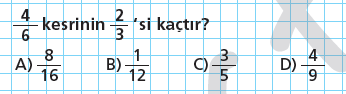 4/6 kesrinin 2/3 ‘si kaçtır?
A) 8/16 B) 1/12 C) 3/5 D) 4/9